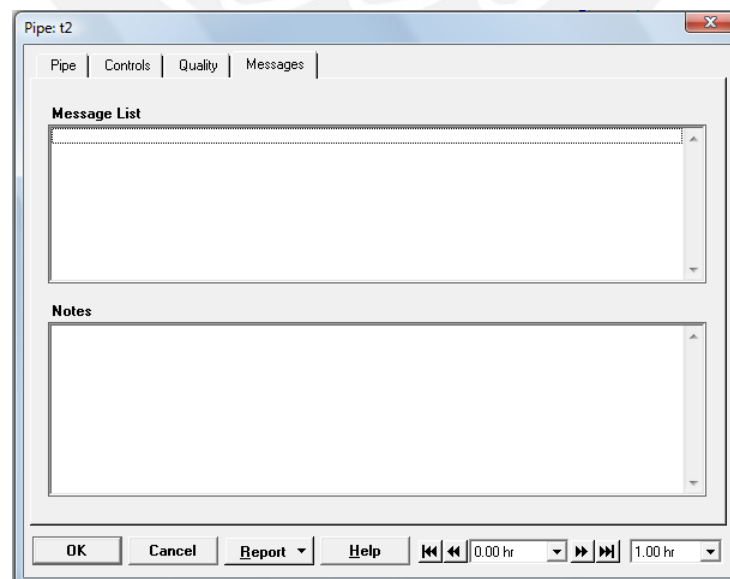 Pipe: t2
Pipe Controls Quality Messages
Message List
Notes
OK Cancel Report Help 0.00 hr 1.00 hr